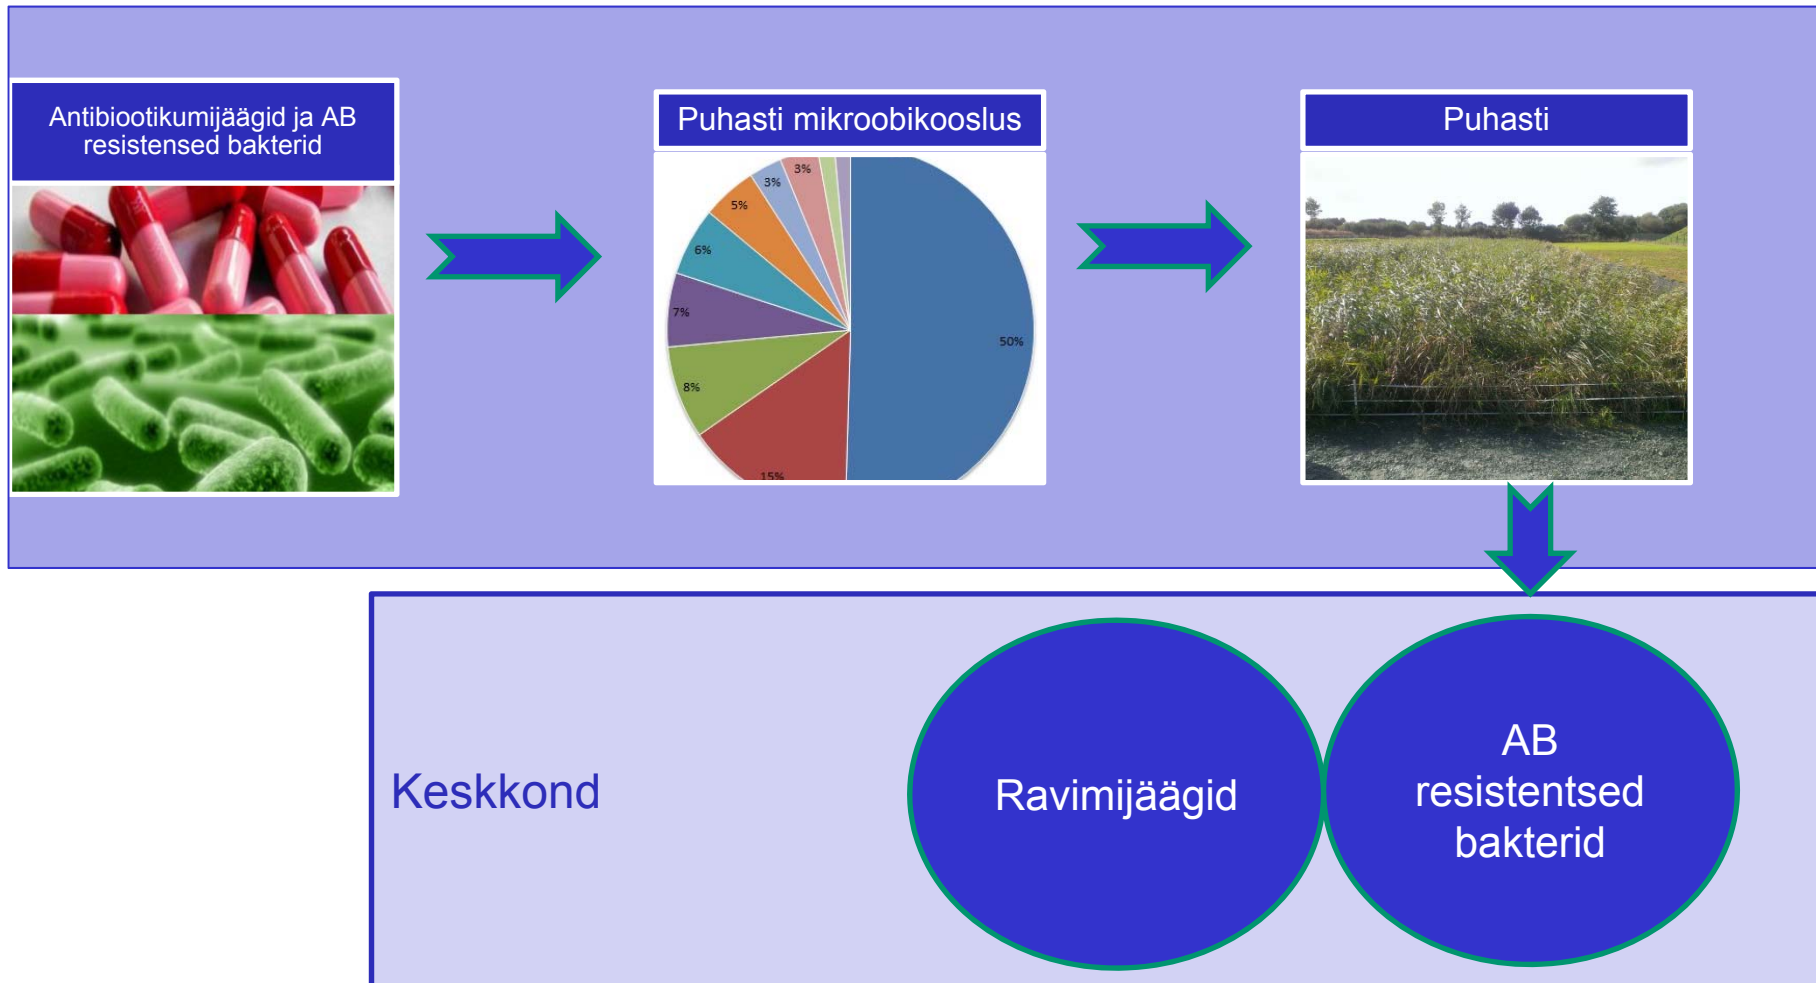 Antibiootikumijäägid ja AB
resistensed bakterid
Puhasti mikroobikooslus
Puhasti
3%
3%
5%
6%
7%
8%
15%
50%
Keskkond
Ravimijäägid
AB
resistentsed
bakterid